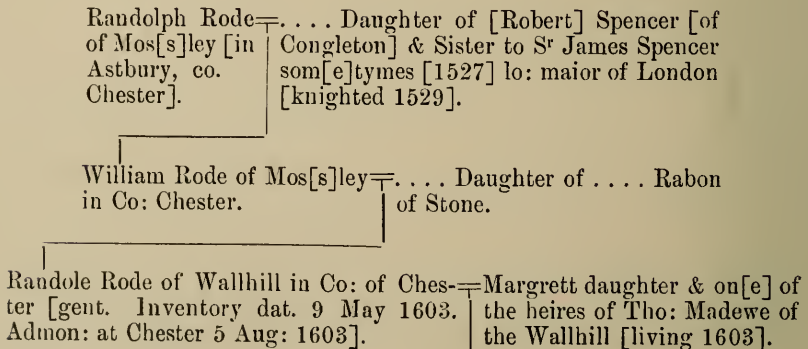 Randolph Rode=.... Daughter of [Robert] Spencer [of
of Mos[s]ley [in Congleton] & Sister to Sr James Spencer
Astbury, co. som[e]tymes [1527] lo: maior of London
Chester]. [knighted 1529].
William Rode of Mos[s]ley=.... Daughter of .... Rabon
in Co: Chester. of Stone.
Randole Rode of Wallhill in Co: of Ches-=Margrett daughter & on[e] of
ter [gent. Inventory dat. 9 May 1603. the heires of Tho: Madewe of
Admon: at Chester 5 Aug: 1603]. the Wallhill [living 1603].